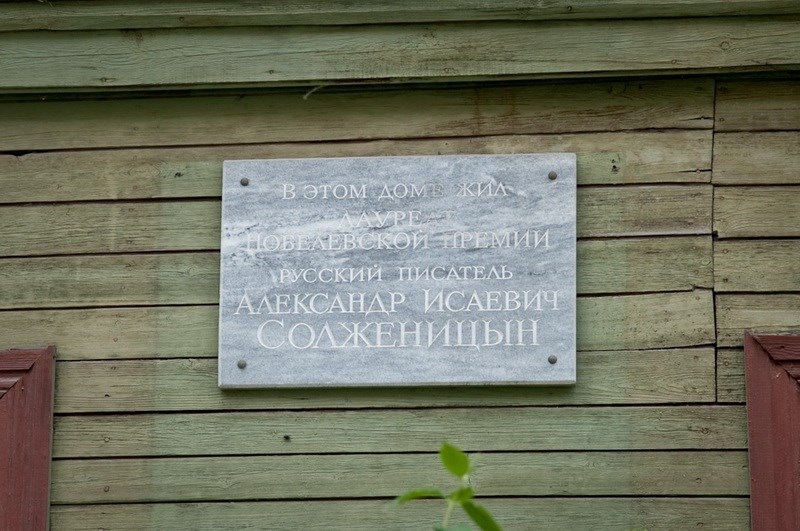 В ЭТОМ ДОМЕ ЖИЛ
ЛАУРЕАТ
НОБЕЛЕВСКОЙ ПРЕМИИ
РУССКИЙ ПИСАТЕЛЬ
АЛЕКСАНДР ИСАЕВИЧ
СОЛЖЕНИЦЫН